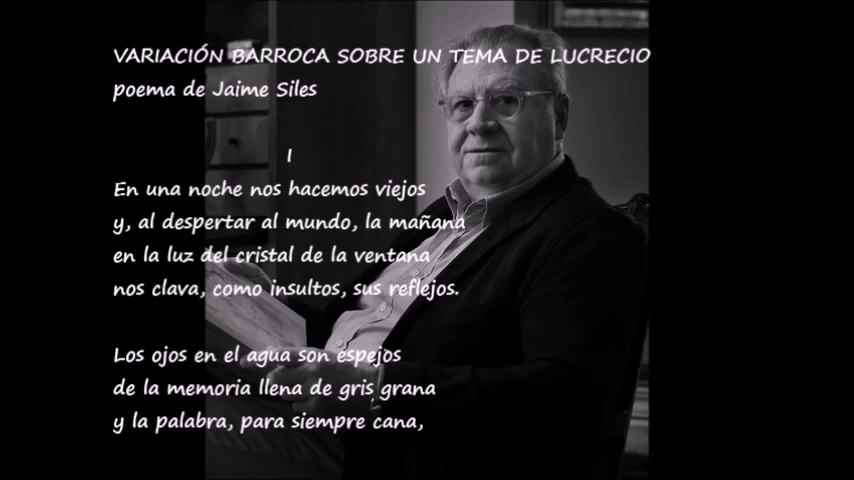 VARIACIÓN BARROCA SOBRE UN TEMA DE LUCRECIO
poema de Jaime Siles
I
En una noche nos hacemos viejos
y, al despertar al mundo, la mañana
en la luz del cristal de la ventana
nos clava, como insultos, sus reflejos.
Los ojos en el agua son espejos
de la memoria llena de gris grana
y la palabra, para siempre cana,